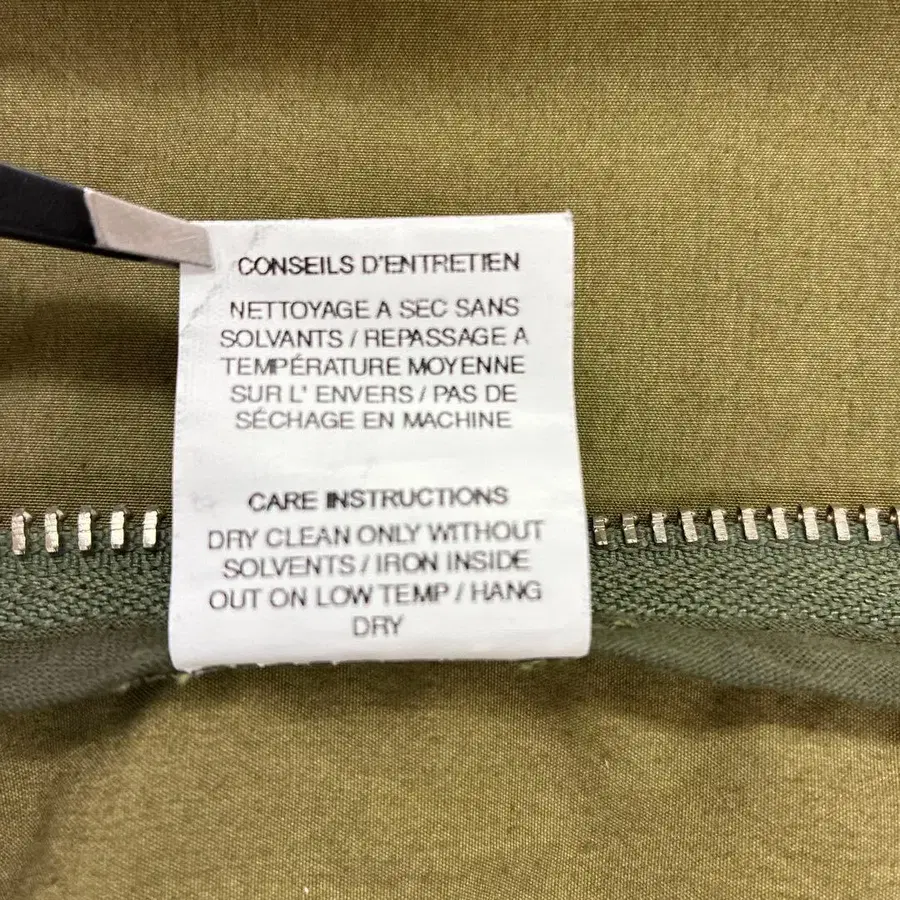 CONSEILS D'ENTRETIEN
NETTOYAGE A SEC SANS
SOLVANTS / REPASSAGE A
TEMPÉRATURE MOYENNE
SUR L' ENVERS / PAS DE
SÉCHAGE EN MACHINE
CARE INSTRUCTIONS
DRY CLEAN ONLY WITHOUT
SOLVENTS / IRON INSIDE
OUT ON LOW TEMP / HANG
DRY